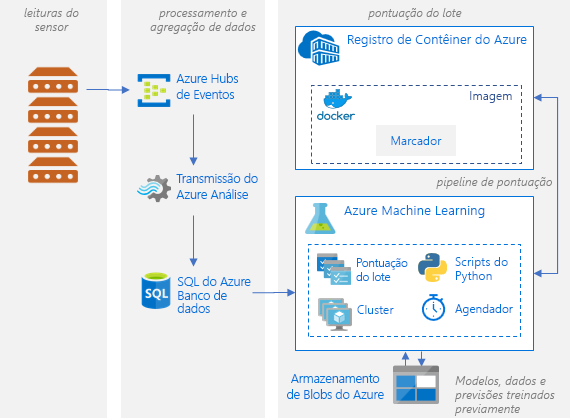 leituras do
sensor
processamento e
agregação de dados
pontuação do lote
Registro de Contêiner do Azure
Imagem
docker
Marcador
Azure Hubs
de Eventos
Transmissão do
Azure Análise
pipeline de pontuação
Azure Machine Learning
Pontuação
do lote
Scripts do
Python
Cluster
Agendador
SQL
SQL do Azure
Banco de
dados
Armazenamento
de Blobs do Azure
Modelos, dados e
previsões treinados
previamente